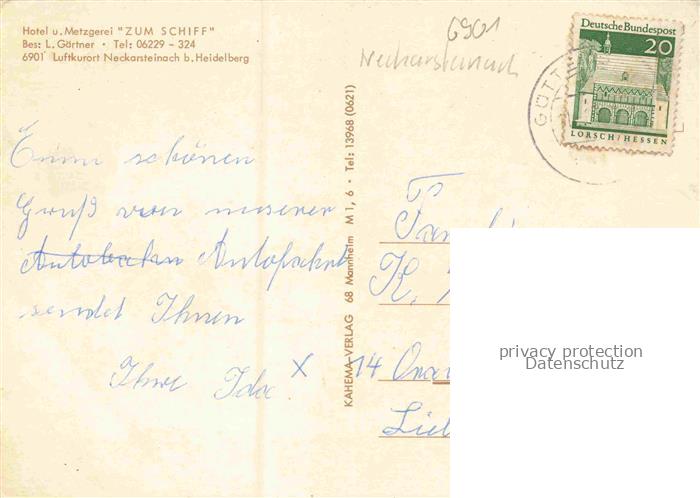 Hotel u. Metzgerei "ZUM SCHIFF"
Bes: L. Gärtner • Tel: 06229 – 324
6901 Luftkurort Neckarsteinach b. Heidelberg
6901
Neckarsteinach
Deutsche Bundespost
20
LORSCH/HESSEN
GÖTT
KAHEMA-VERLAG 68 Mannheim M 1, 6 • Tel: 13968 (0621)
Einen schönen
Gruß von unserer
Autobahn Autofahrt
sendet Ihnen
Ihre Ida
X
K.
14
privacy protection
Datenschutz